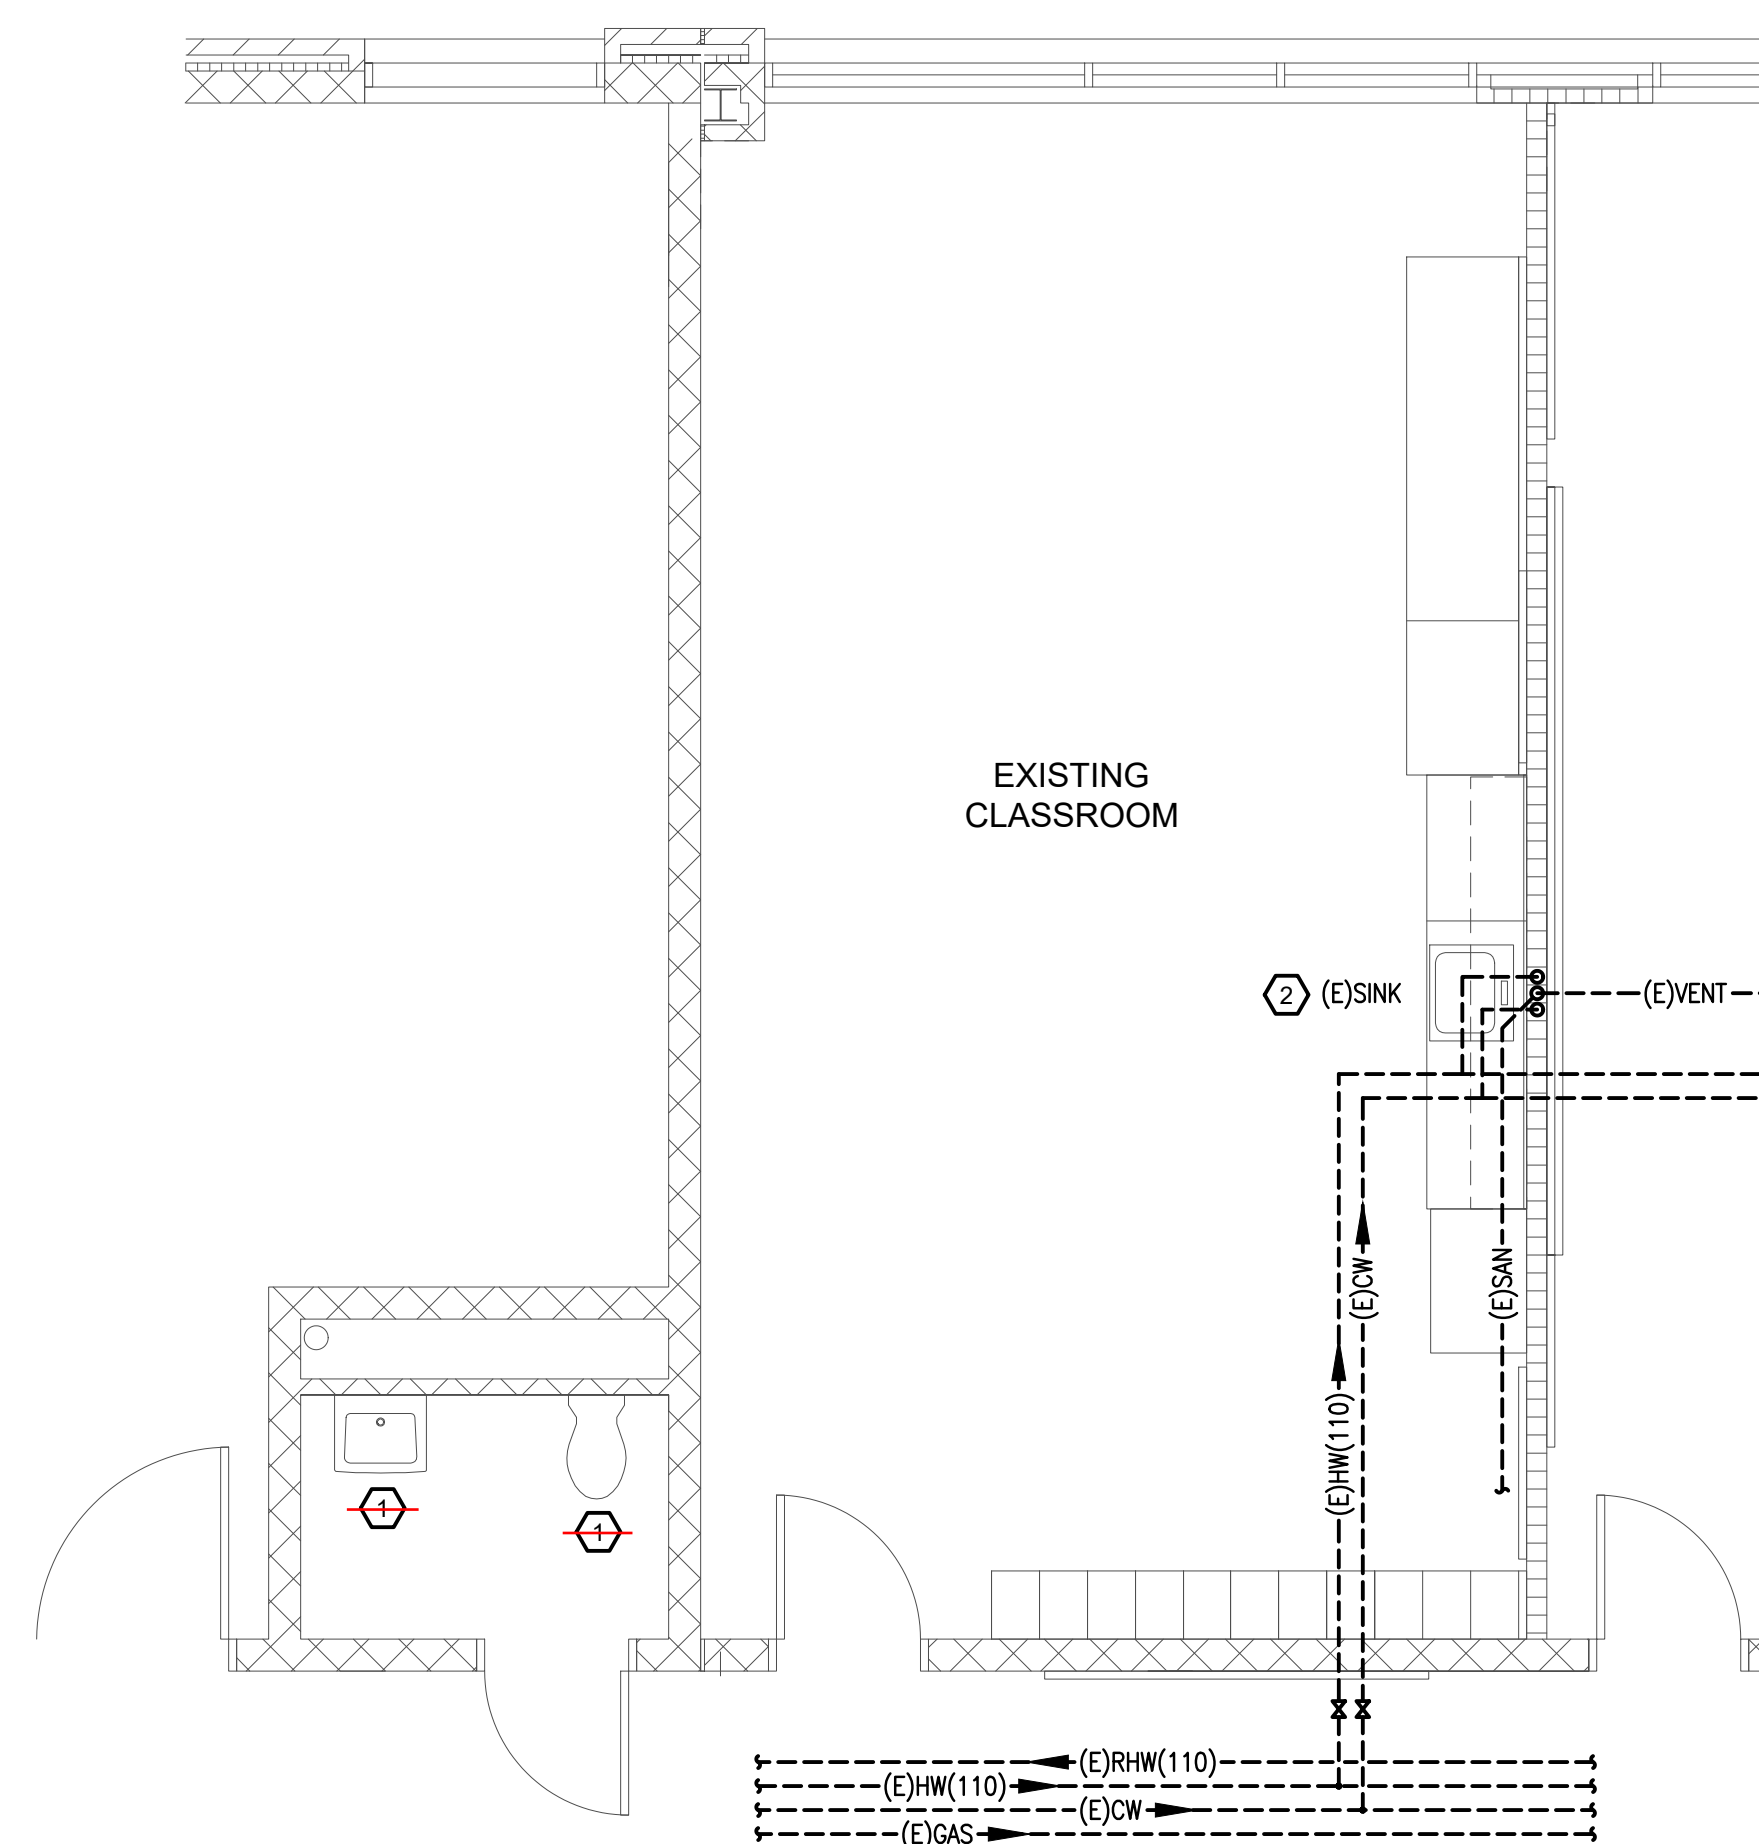 EXISTING
CLASSROOM
2 (E)SINK
(E)VENT
(E)CW
(E)SAN
(E)HW(110)
1
1
(E)RHW(110)
(E)HW(110)
(E)CW
(E)GAS